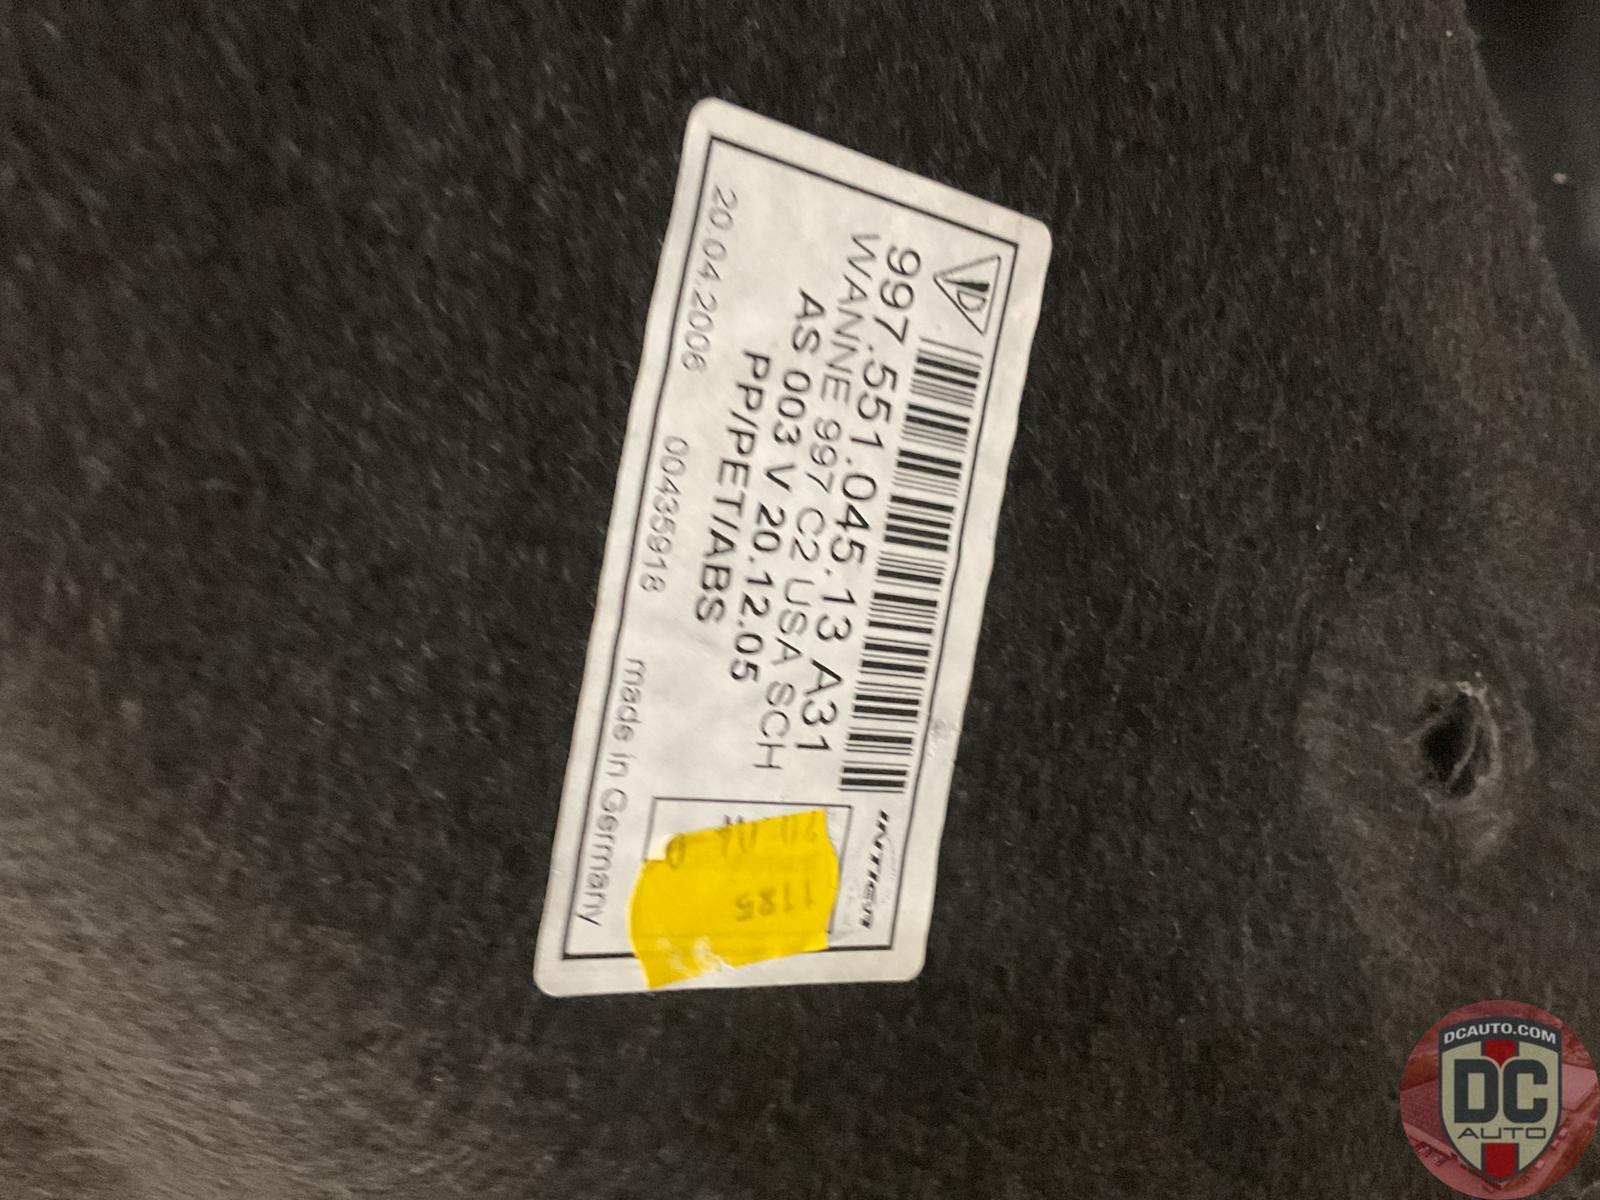 997.551.045.13 A31
WANNE 997 C2 USA SCH
AS 003 V 20.12.05
PP/PET/ABS
20.04.2006 00435918 made in Germany
1185
DCAUTO.COM
DC
AUTO